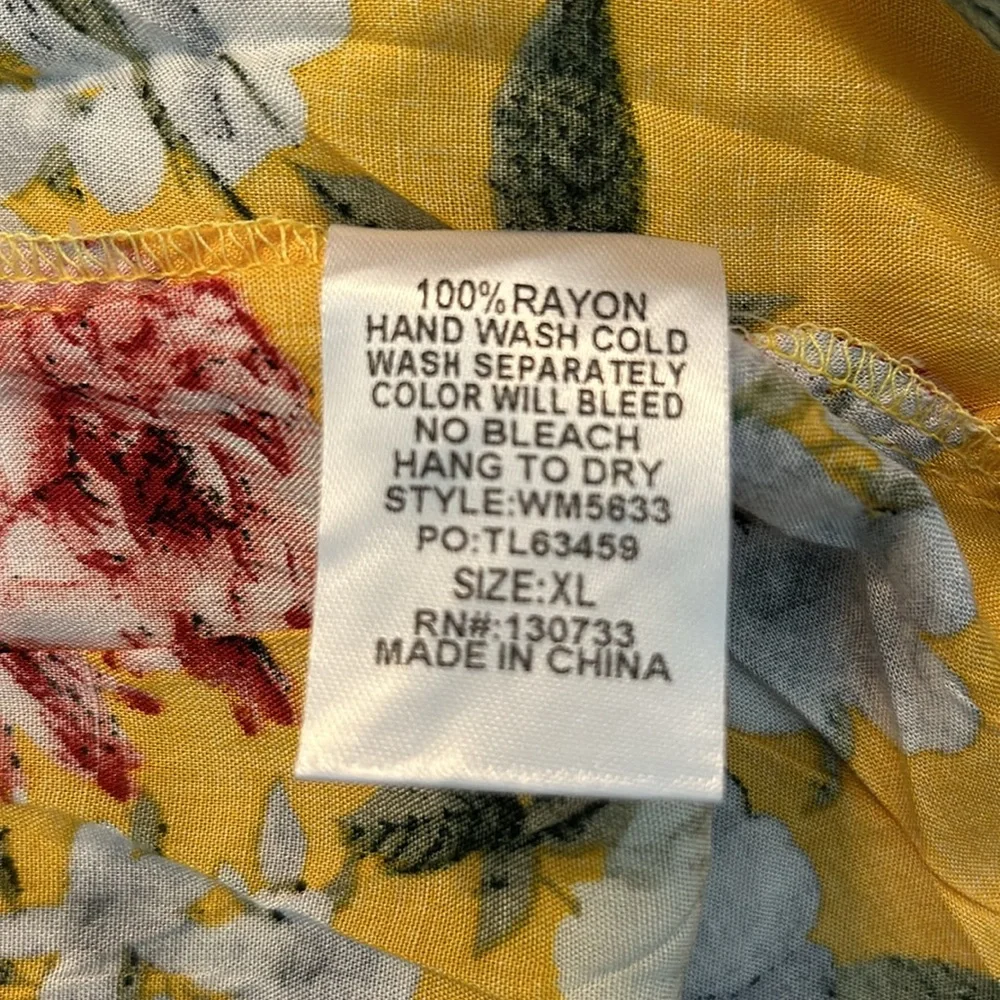 100% RAYON
HAND WASH COLD
WASH SEPARATELY
COLOR WILL BLEED
NO BLEACH
HANG TO DRY
STYLE:WM5633
PO:TL63459
SIZE:XL
RN#:130733
MADE IN CHINA